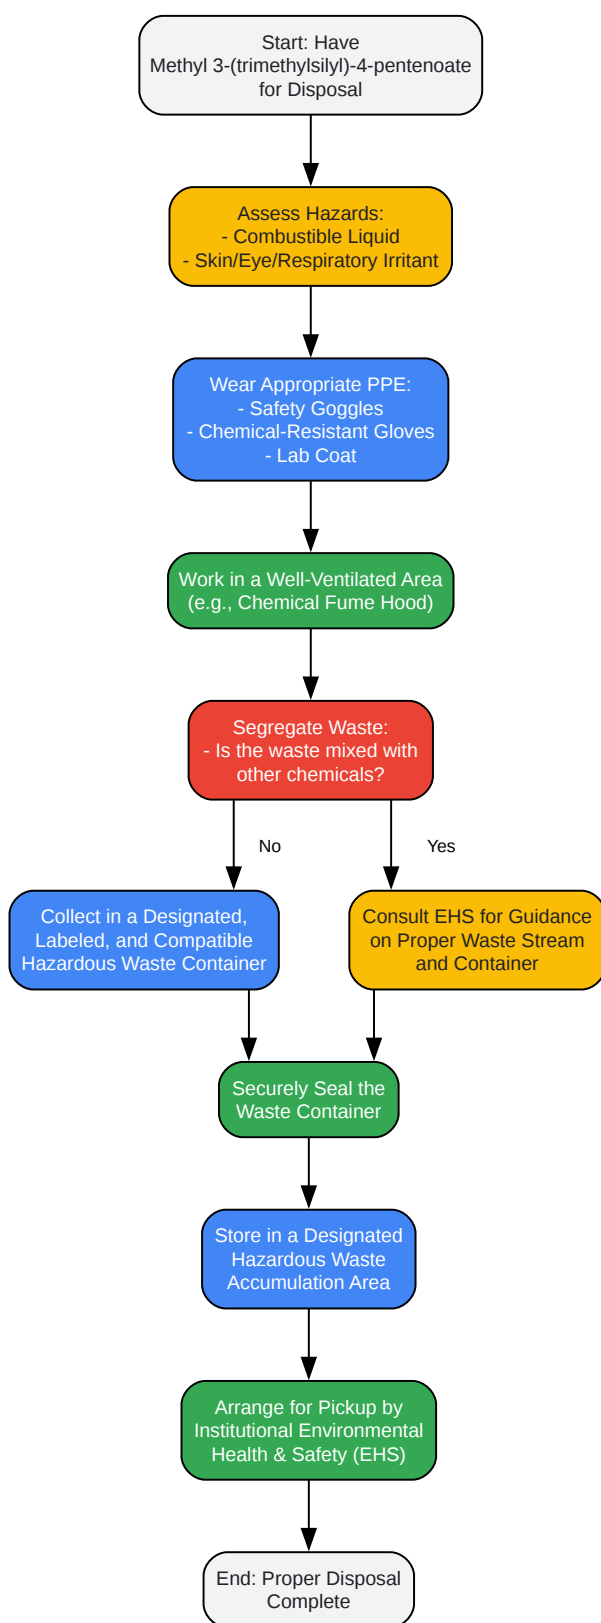 Start: Have
Methyl 3-(trimethylsilyl)-4-pentenoate
for Disposal
Assess Hazards:
- Combustible Liquid
- Skin/Eye/Respiratory Irritant
Wear Appropriate PPE:
- Safety Goggles
- Chemical-Resistant Gloves
- Lab Coat
Work in a Well-Ventilated Area
(e.g., Chemical Fume Hood)
Segregate Waste:
- Is the waste mixed with
other chemicals?
No
Yes
Collect in a Designated,
Labeled, and Compatible
Hazardous Waste Container
Consult EHS for Guidance
on Proper Waste Stream
and Container
Securely Seal the
Waste Container
Store in a Designated
Hazardous Waste
Accumulation Area
Arrange for Pickup by
Institutional Environmental
Health & Safety (EHS)
End: Proper Disposal
Complete